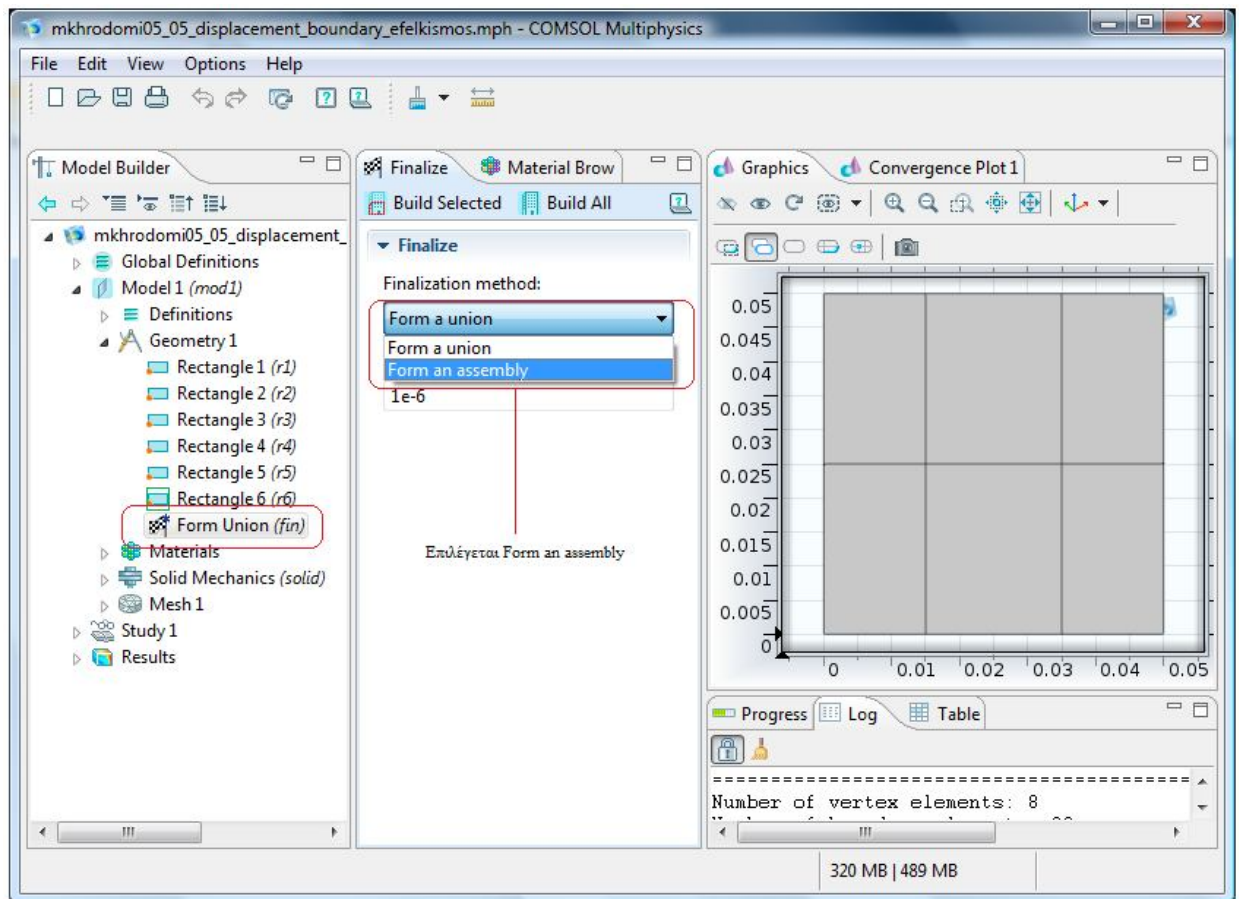 mkhrodomi05_05_displacement_boundary_efelkismos.mph - COMSOL Multiphysics
File Edit View Options Help
Model Builder
mkhrodomi05_05_displacement_
Global Definitions
Model 1 (mod1)
Definitions
Geometry 1
Rectangle 1 (r1)
Rectangle 2 (r2)
Rectangle 3 (r3)
Rectangle 4 (r4)
Rectangle 5 (r5)
Rectangle 6 (r6)
Form Union (fin)
Materials
Solid Mechanics (solid)
Mesh 1
Study 1
Results
Finalize Material Brow
Build Selected Build All
Finalize
Finalization method:
Form a union
Form a union
Form an assembly
1e-6
Επιλέγεται Form an assembly
Graphics Convergence Plot 1
0.05
0.045
0.04
0.035
0.03
0.025
0.02
0.015
0.01
0.005
0
0 0.01 0.02 0.03 0.04 0.05
Progress Log Table
========================================
Number of vertex elements: 8
320 MB | 489 MB